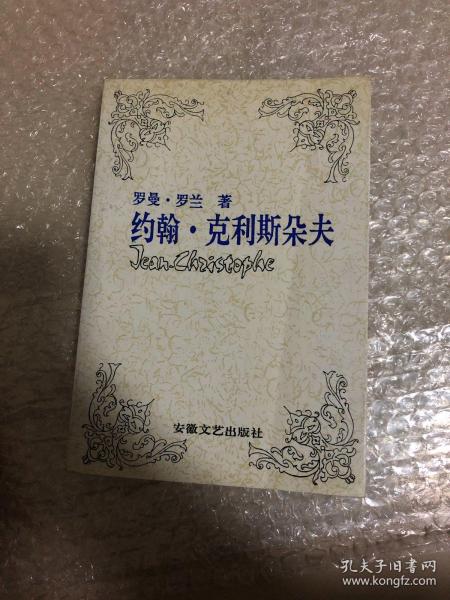 罗曼·罗兰 著
约翰·克利斯朵夫
Jean-Christophe
安徽文艺出版社
孔夫子旧书网
www.kongfz.com